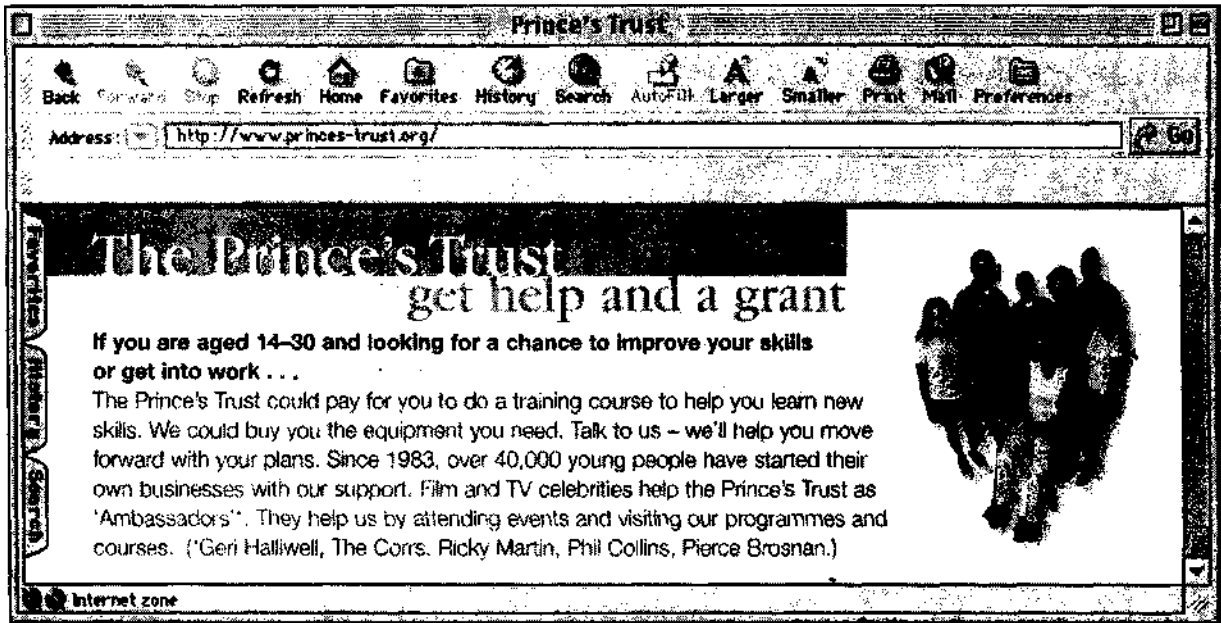 Prince's Trust
Back Forward Stop Refresh Home Favorites History Search AutoFill Larger Smaller Print Mail Preferences
Address: http://www.princes-trust.org/ Go
Favorites
History
Search
The Prince's Trust
get help and a grant
If you are aged 14–30 and looking for a chance to improve your skills
or get into work . . .
The Prince's Trust could pay for you to do a training course to help you learn new
skills. We could buy you the equipment you need. Talk to us – we'll help you move
forward with your plans. Since 1983, over 40,000 young people have started their
own businesses with our support. Film and TV celebrities help the Prince's Trust as
'Ambassadors'*. They help us by attending events and visiting our programmes and
courses. (*Geri Halliwell, The Corrs. Ricky Martin, Phil Collins, Pierce Brosnan.)
Internet zone